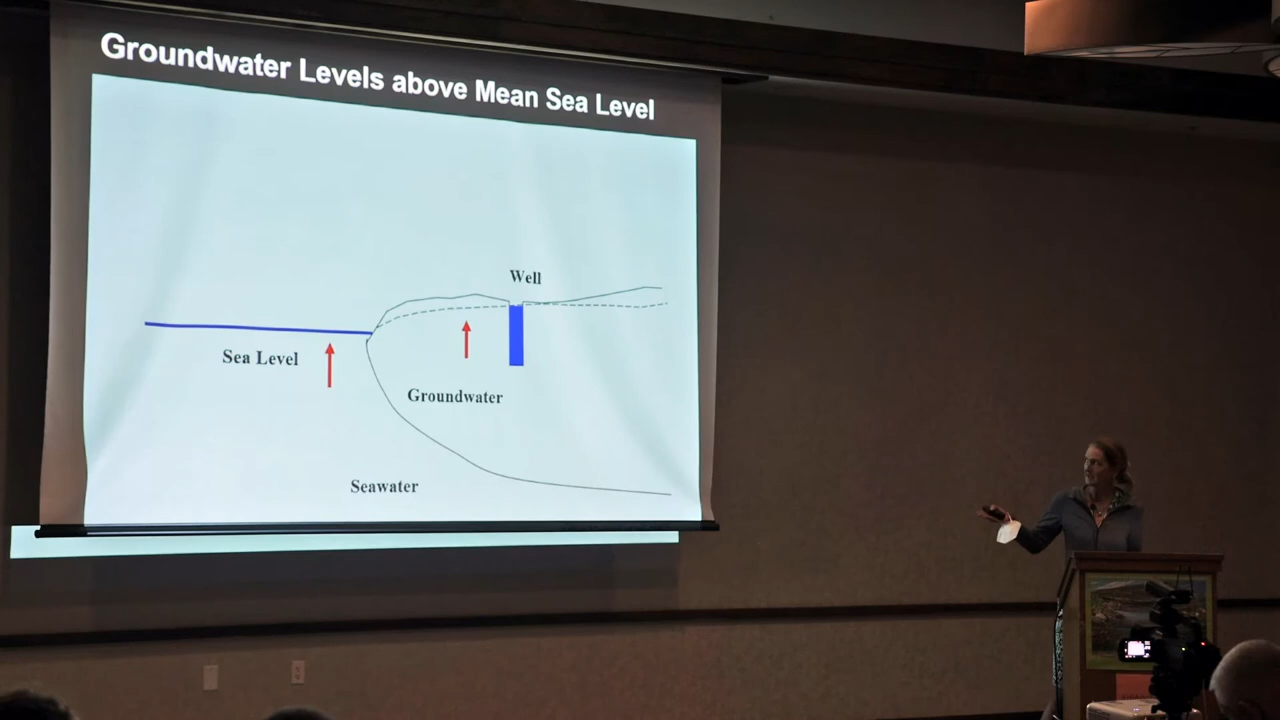 Groundwater Levels above Mean Sea Level
Well
Sea Level
Groundwater
Seawater